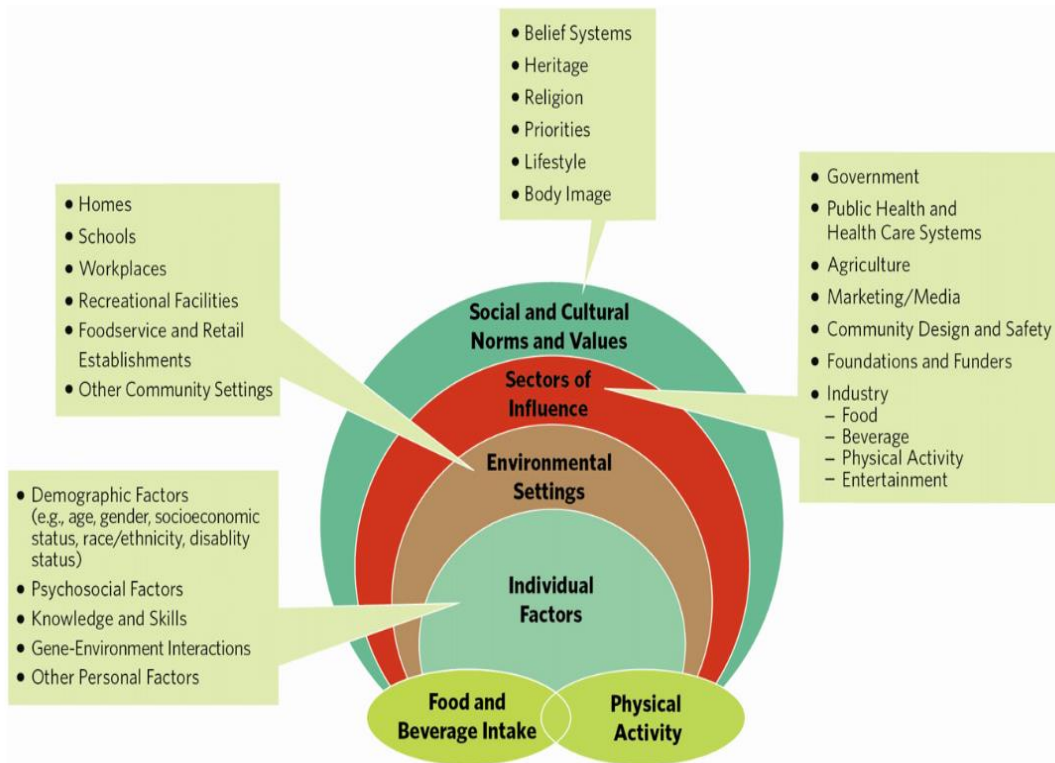 • Belief Systems
• Heritage
• Religion
• Priorities
• Lifestyle
• Body Image
• Homes
• Schools
• Workplaces
• Recreational Facilities
• Foodservice and Retail
Establishments
• Other Community Settings
• Government
• Public Health and
Health Care Systems
• Agriculture
• Marketing/Media
• Community Design and Safety
• Foundations and Funders
• Industry
– Food
– Beverage
– Physical Activity
– Entertainment
• Demographic Factors
(e.g., age, gender, socioeconomic
status, race/ethnicity, disablity
status)
• Psychosocial Factors
• Knowledge and Skills
• Gene-Environment Interactions
• Other Personal Factors
Social and Cultural
Norms and Values
Sectors of
Influence
Environmental
Settings
Individual
Factors
Food and
Beverage Intake
Physical
Activity